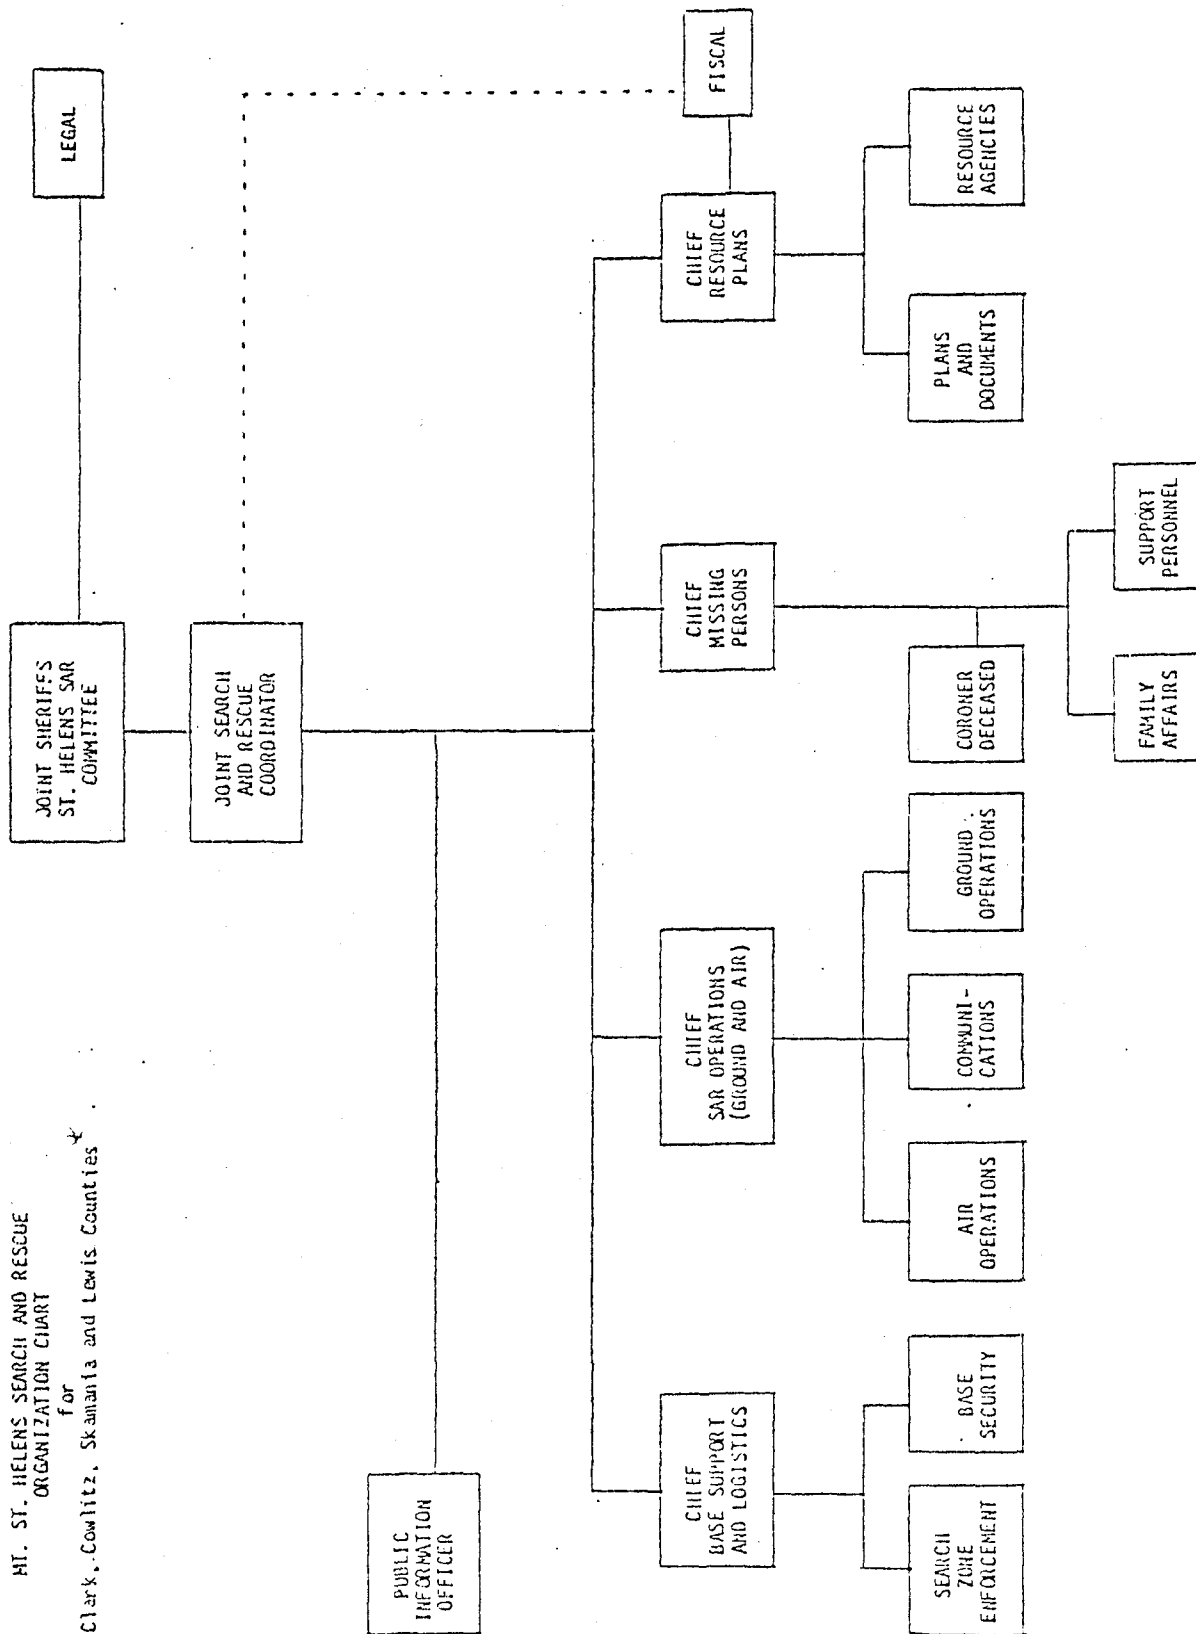 MT. ST. HELENS SEARCH AND RESCUE
ORGANIZATION CHART
for
Clark, Cowlitz, Skamania and Lewis Counties
JOINT SHERIFFS
ST. HELENS SAR
COMMITTEE
LEGAL
JOINT SEARCH
AND RESCUE
COORDINATOR
PUBLIC
INFORMATION
OFFICER
CHIEF
BASE SUPPORT
AND LOGISTICS
CHIEF
SAR OPERATIONS
(GROUND AND AIR)
CHIEF
MISSING
PERSONS
CHIEF
RESOURCE
PLANS
FISCAL
SEARCH
ZONE
ENFORCEMENT
BASE
SECURITY
AIR
OPERATIONS
COMMUNI-
CATIONS
GROUND
OPERATIONS
CORONER
DECEASED
PLANS
AND
DOCUMENTS
RESOURCE
AGENCIES
FAMILY
AFFAIRS
SUPPORT
PERSONNEL